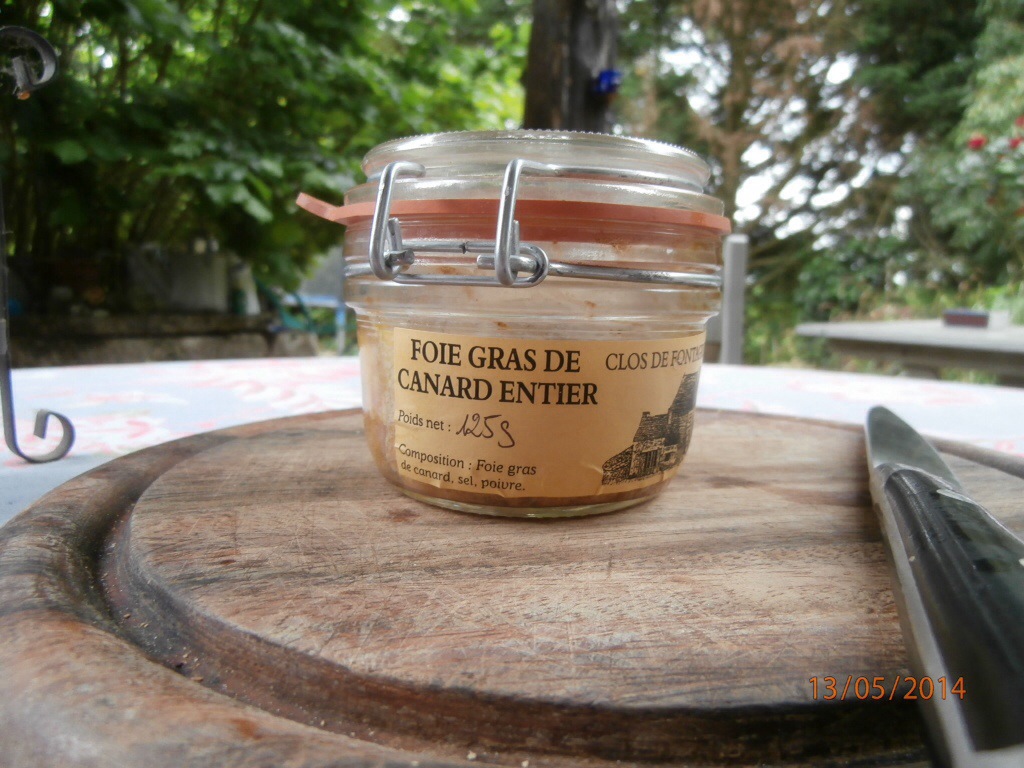 FOIE GRAS DE
CANARD ENTIER
CLOS DE
Poids net : 125g
Composition : Foie gras
de canard, sel, poivre.
13/05/2014